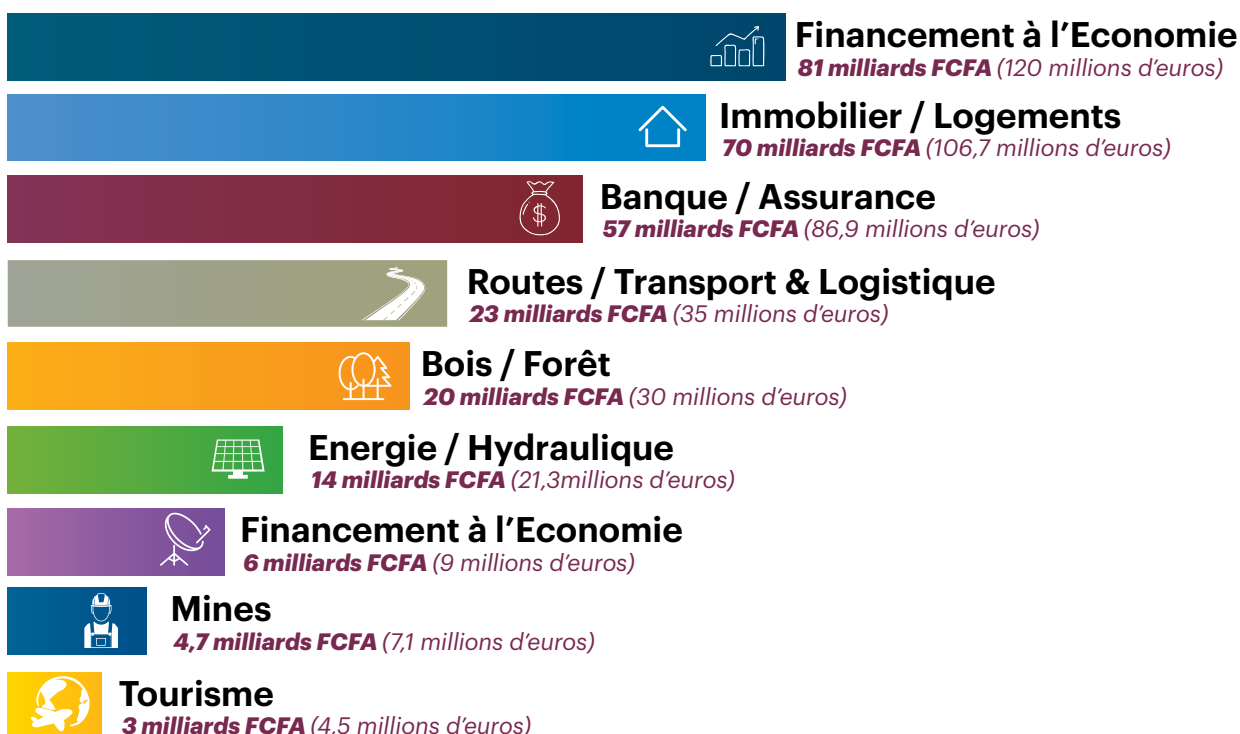 Financement à l'Economie
81 milliards FCFA (120 millions d'euros)
Immobilier / Logements
70 milliards FCFA (106,7 millions d'euros)
Banque / Assurance
57 milliards FCFA (86,9 millions d'euros)
Routes / Transport & Logistique
23 milliards FCFA (35 millions d'euros)
Bois / Forêt
20 milliards FCFA (30 millions d'euros)
Energie / Hydraulique
14 milliards FCFA (21,3millions d'euros)
Financement à l'Economie
6 milliards FCFA (9 millions d'euros)
Mines
4,7 milliards FCFA (7,1 millions d'euros)
Tourisme
3 milliards FCFA (4,5 millions d'euros)